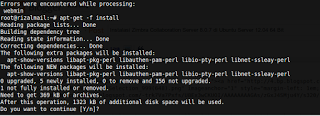 Errors were encountered while processing:
 webmin
root@rizalmail:~# apt-get -f install
Reading package lists... Done
Building dependency tree
Reading state information... Done
Correcting dependencies... Done
The following extra packages will be installed:
  apt-show-versions libapt-pkg-perl libauthen-pam-perl libio-pty-perl libnet-ssleay-perl
The following NEW packages will be installed:
  apt-show-versions libapt-pkg-perl libauthen-pam-perl libio-pty-perl libnet-ssleay-perl
0 upgraded, 5 newly installed, 0 to remove and 156 not upgraded.
1 not fully installed or removed.
Need to get 369 kB of archives.
After this operation, 1323 kB of additional disk space will be used.
Do you want to continue [Y/n]?